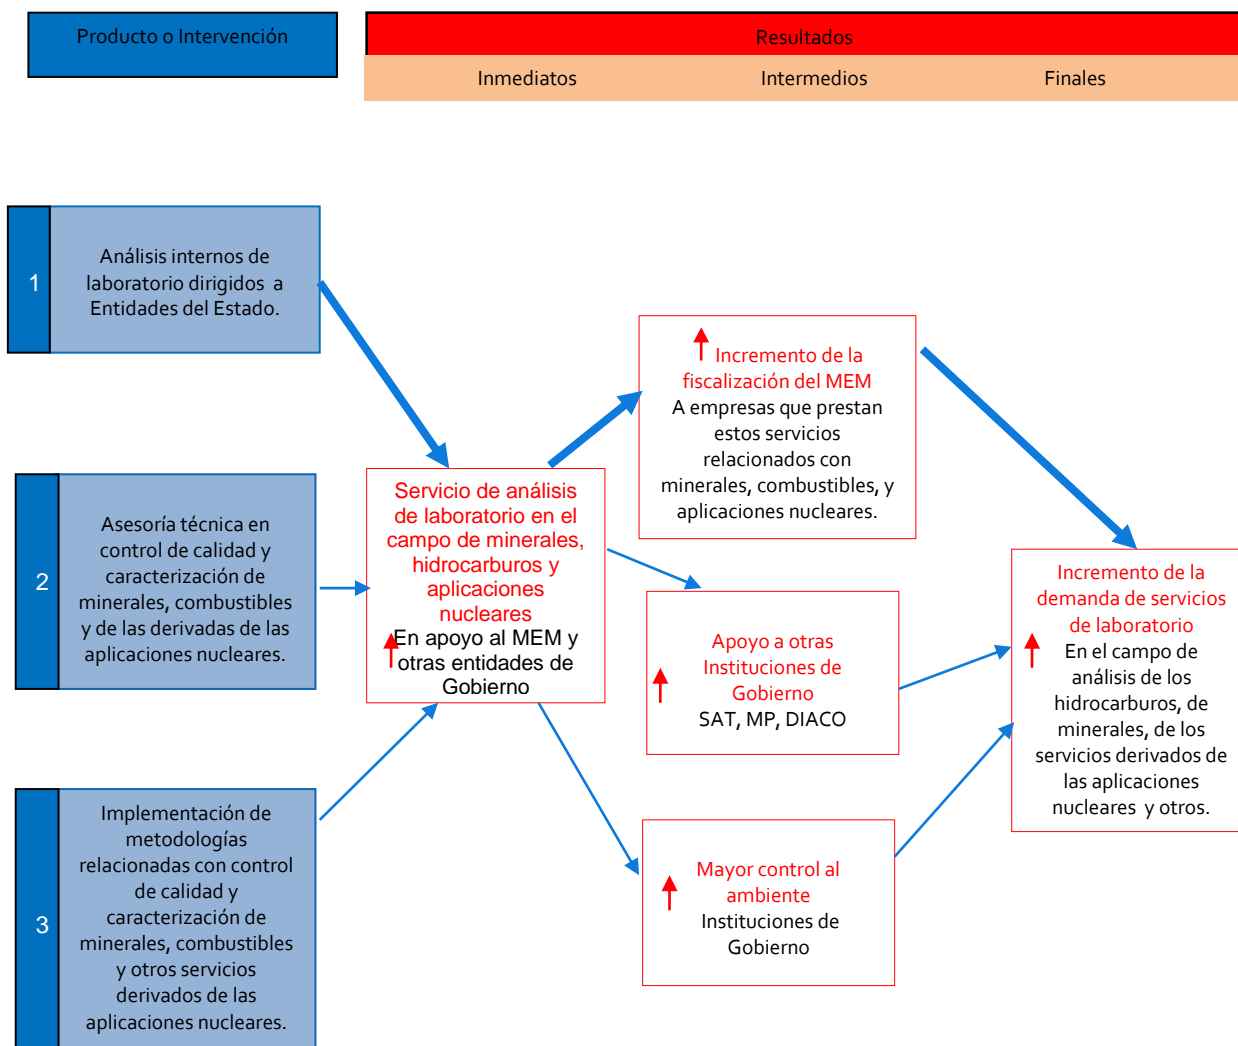 Producto o Intervención
Resultados
Inmediatos
Intermedios
Finales
1
Análisis internos de
laboratorio dirigidos a
Entidades del Estado.
2
Asesoría técnica en
control de calidad y
caracterización de
minerales, combustibles
y de las derivadas de las
aplicaciones nucleares.
3
Implementación de
metodologías
relacionadas con control
de calidad y
caracterización de
minerales, combustibles
y otros servicios
derivados de las
aplicaciones nucleares.
Servicio de análisis
de laboratorio en el
campo de minerales,
hidrocarburos y
aplicaciones
nucleares
En apoyo al MEM y
otras entidades de
Gobierno
Incremento de la
fiscalización del MEM
A empresas que prestan
estos servicios
relacionados con
minerales, combustibles, y
aplicaciones nucleares.
Apoyo a otras
Instituciones de
Gobierno
SAT, MP, DIACO
Mayor control al
ambiente
Instituciones de
Gobierno
Incremento de la
demanda de servicios
de laboratorio
En el campo de
análisis de los
hidrocarburos, de
minerales, de los
servicios derivados de
las aplicaciones
nucleares y otros.